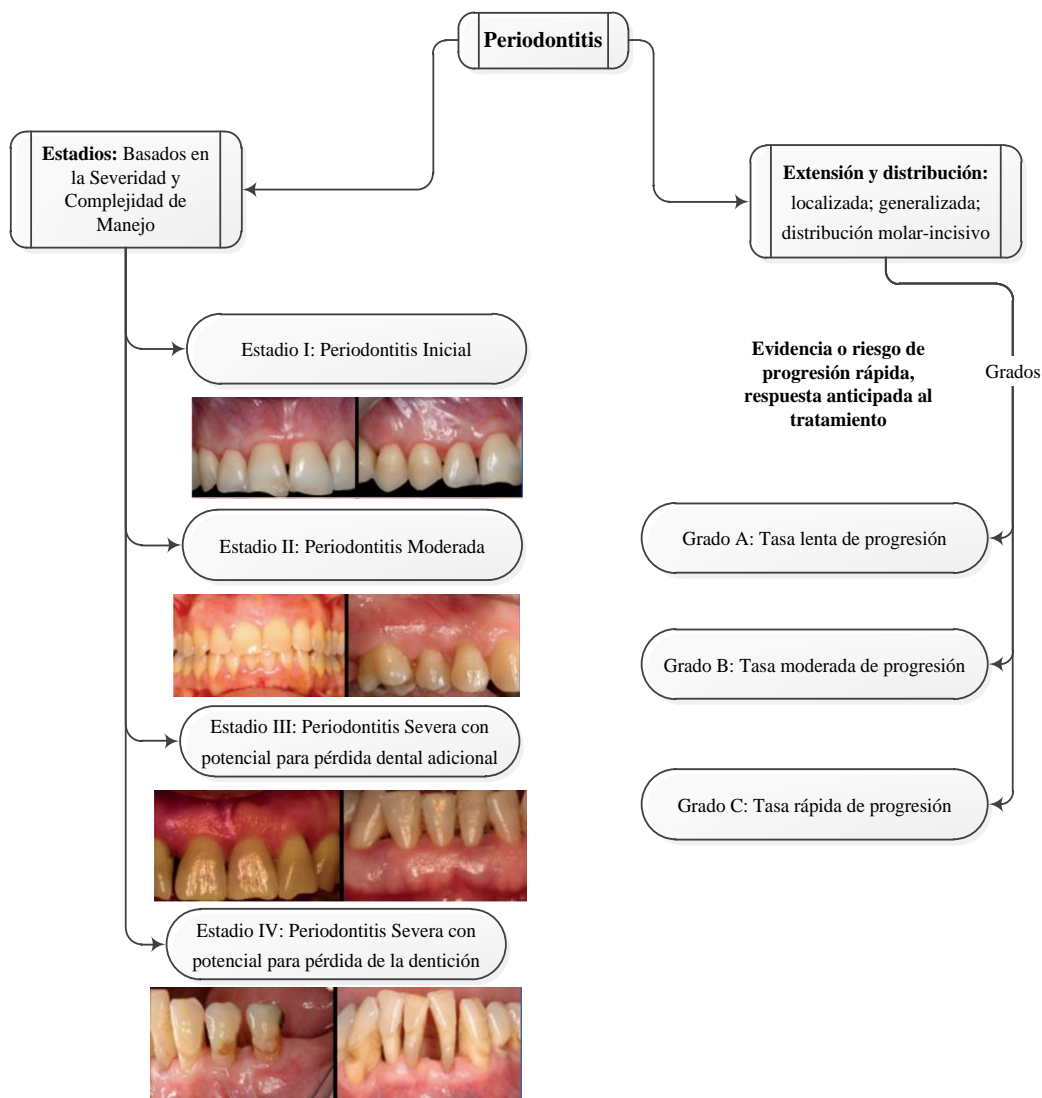 Periodontitis
Estadios: Basados en
la Severidad y
Complejidad de
Manejo
Estadio I: Periodontitis Inicial
Estadio II: Periodontitis Moderada
Estadio III: Periodontitis Severa con
potencial para pérdida dental adicional
Estadio IV: Periodontitis Severa con
potencial para pérdida de la dentición
Extensión y distribución:
localizada; generalizada;
distribución molar-incisivo
Evidencia o riesgo de
progresión rápida,
respuesta anticipada al
tratamiento
Grados
Grado A: Tasa lenta de progresión
Grado B: Tasa moderada de progresión
Grado C: Tasa rápida de progresión